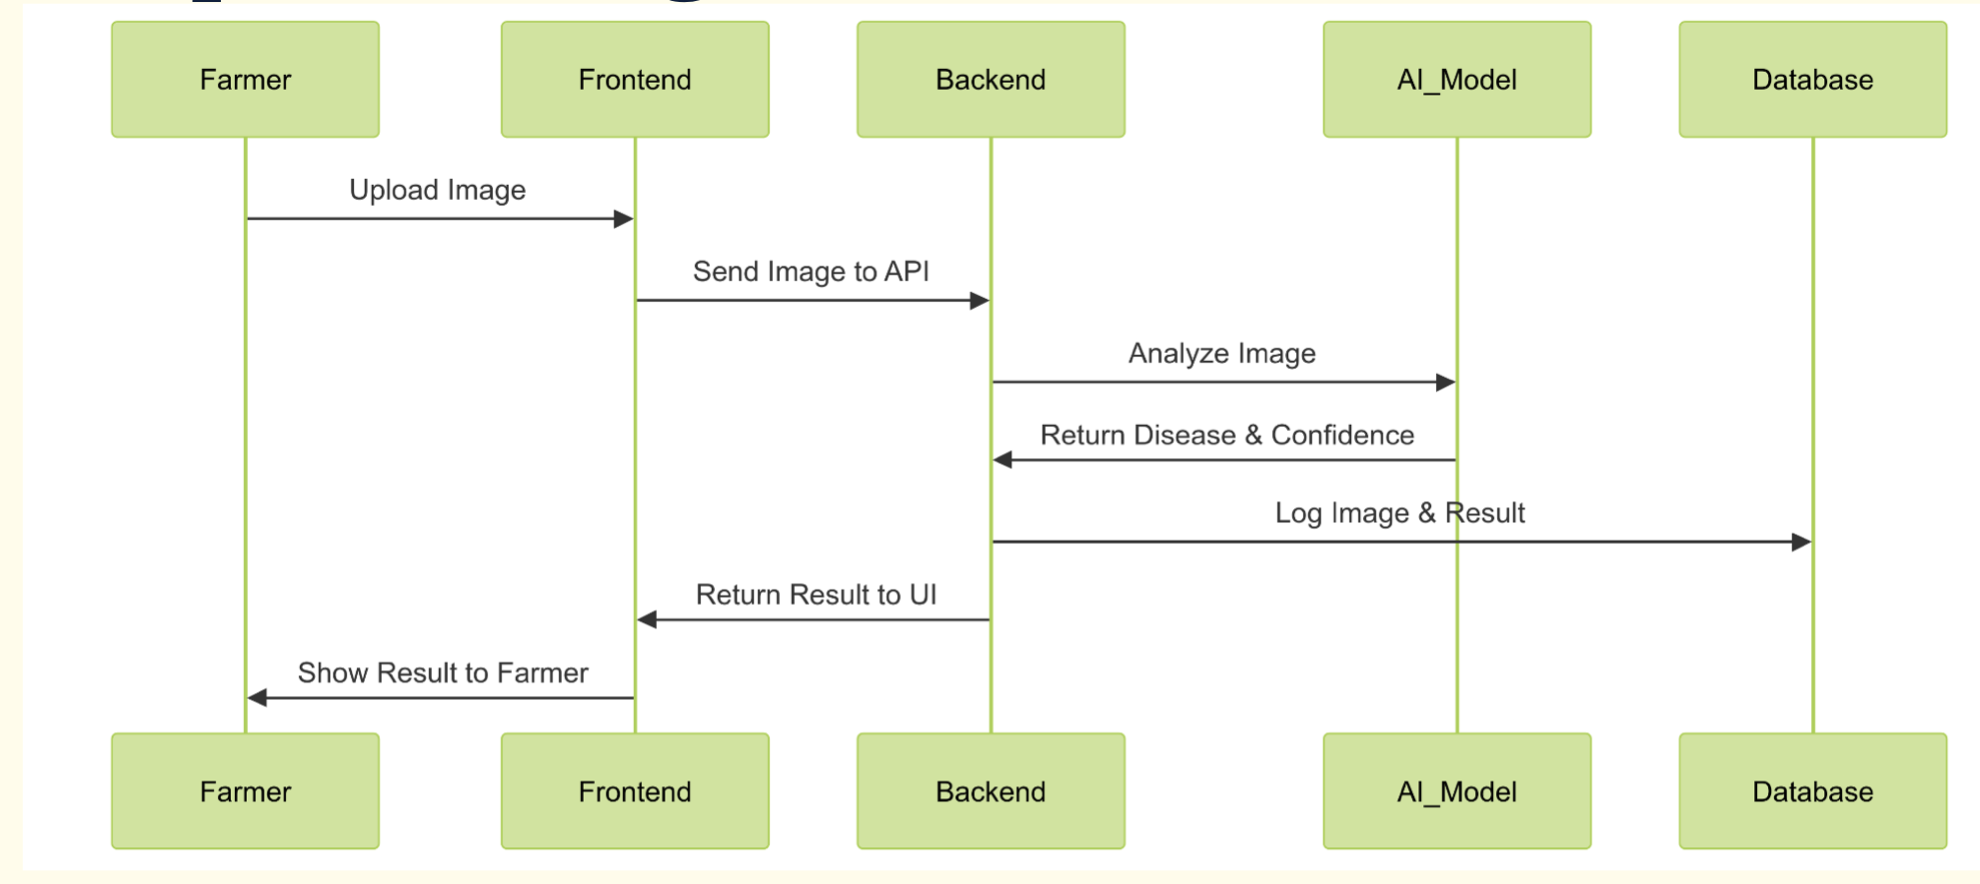 Farmer
Frontend
Backend
AI_Model
Database
Upload Image
Send Image to API
Analyze Image
Return Disease & Confidence
Log Image & Result
Return Result to UI
Show Result to Farmer
Farmer
Frontend
Backend
AI_Model
Database